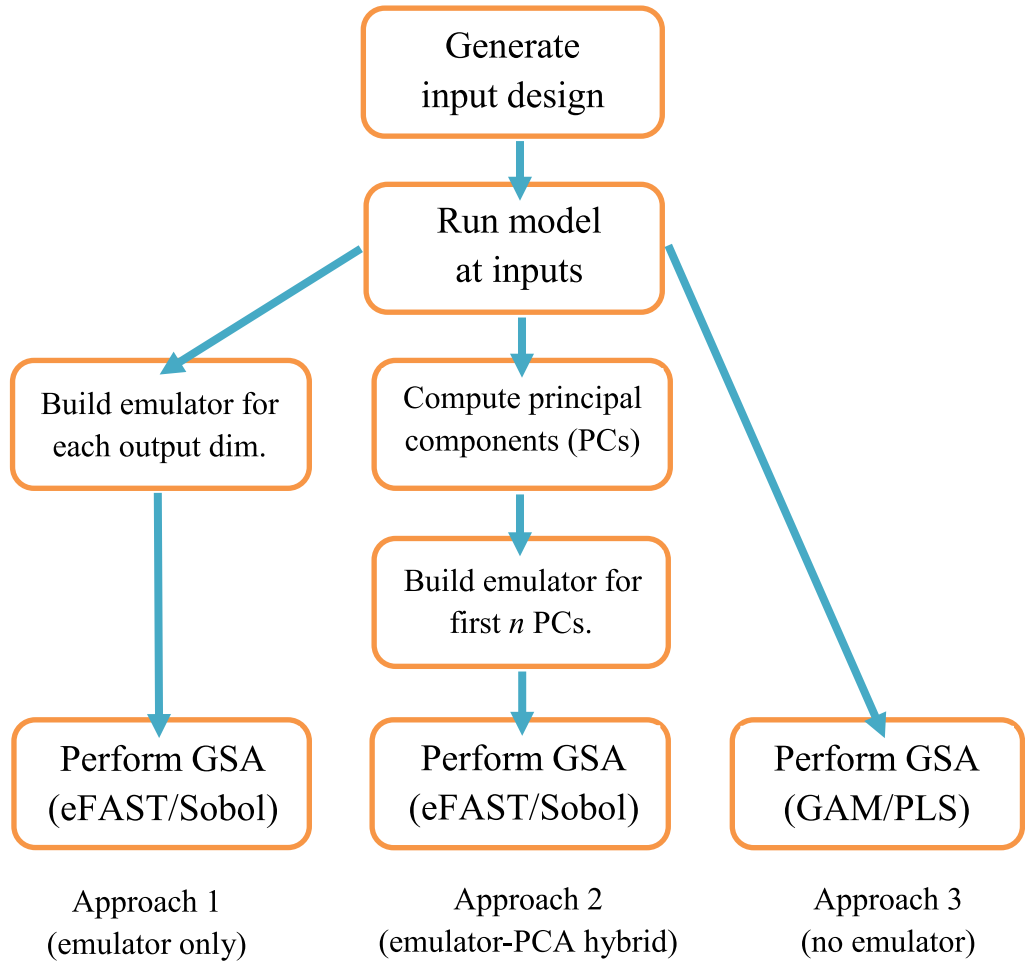 Generate
input design
Run model
at inputs
Build emulator for
each output dim.
Compute principal
components (PCs)
Build emulator for
first n PCs.
Perform GSA
(eFAST/Sobol)
Perform GSA
(eFAST/Sobol)
Perform GSA
(GAM/PLS)
Approach 1
(emulator only)
Approach 2
(emulator-PCA hybrid)
Approach 3
(no emulator)